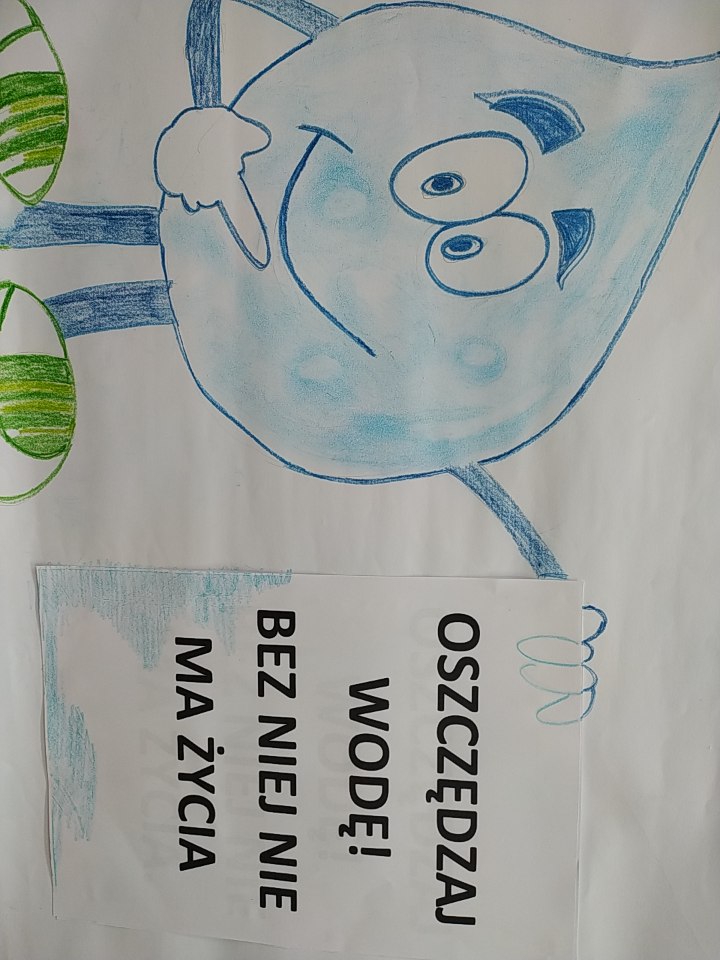 OSZCZĘDZAJ
WODĘ!
BEZ NIEJ NIE
MA ŻYCIA